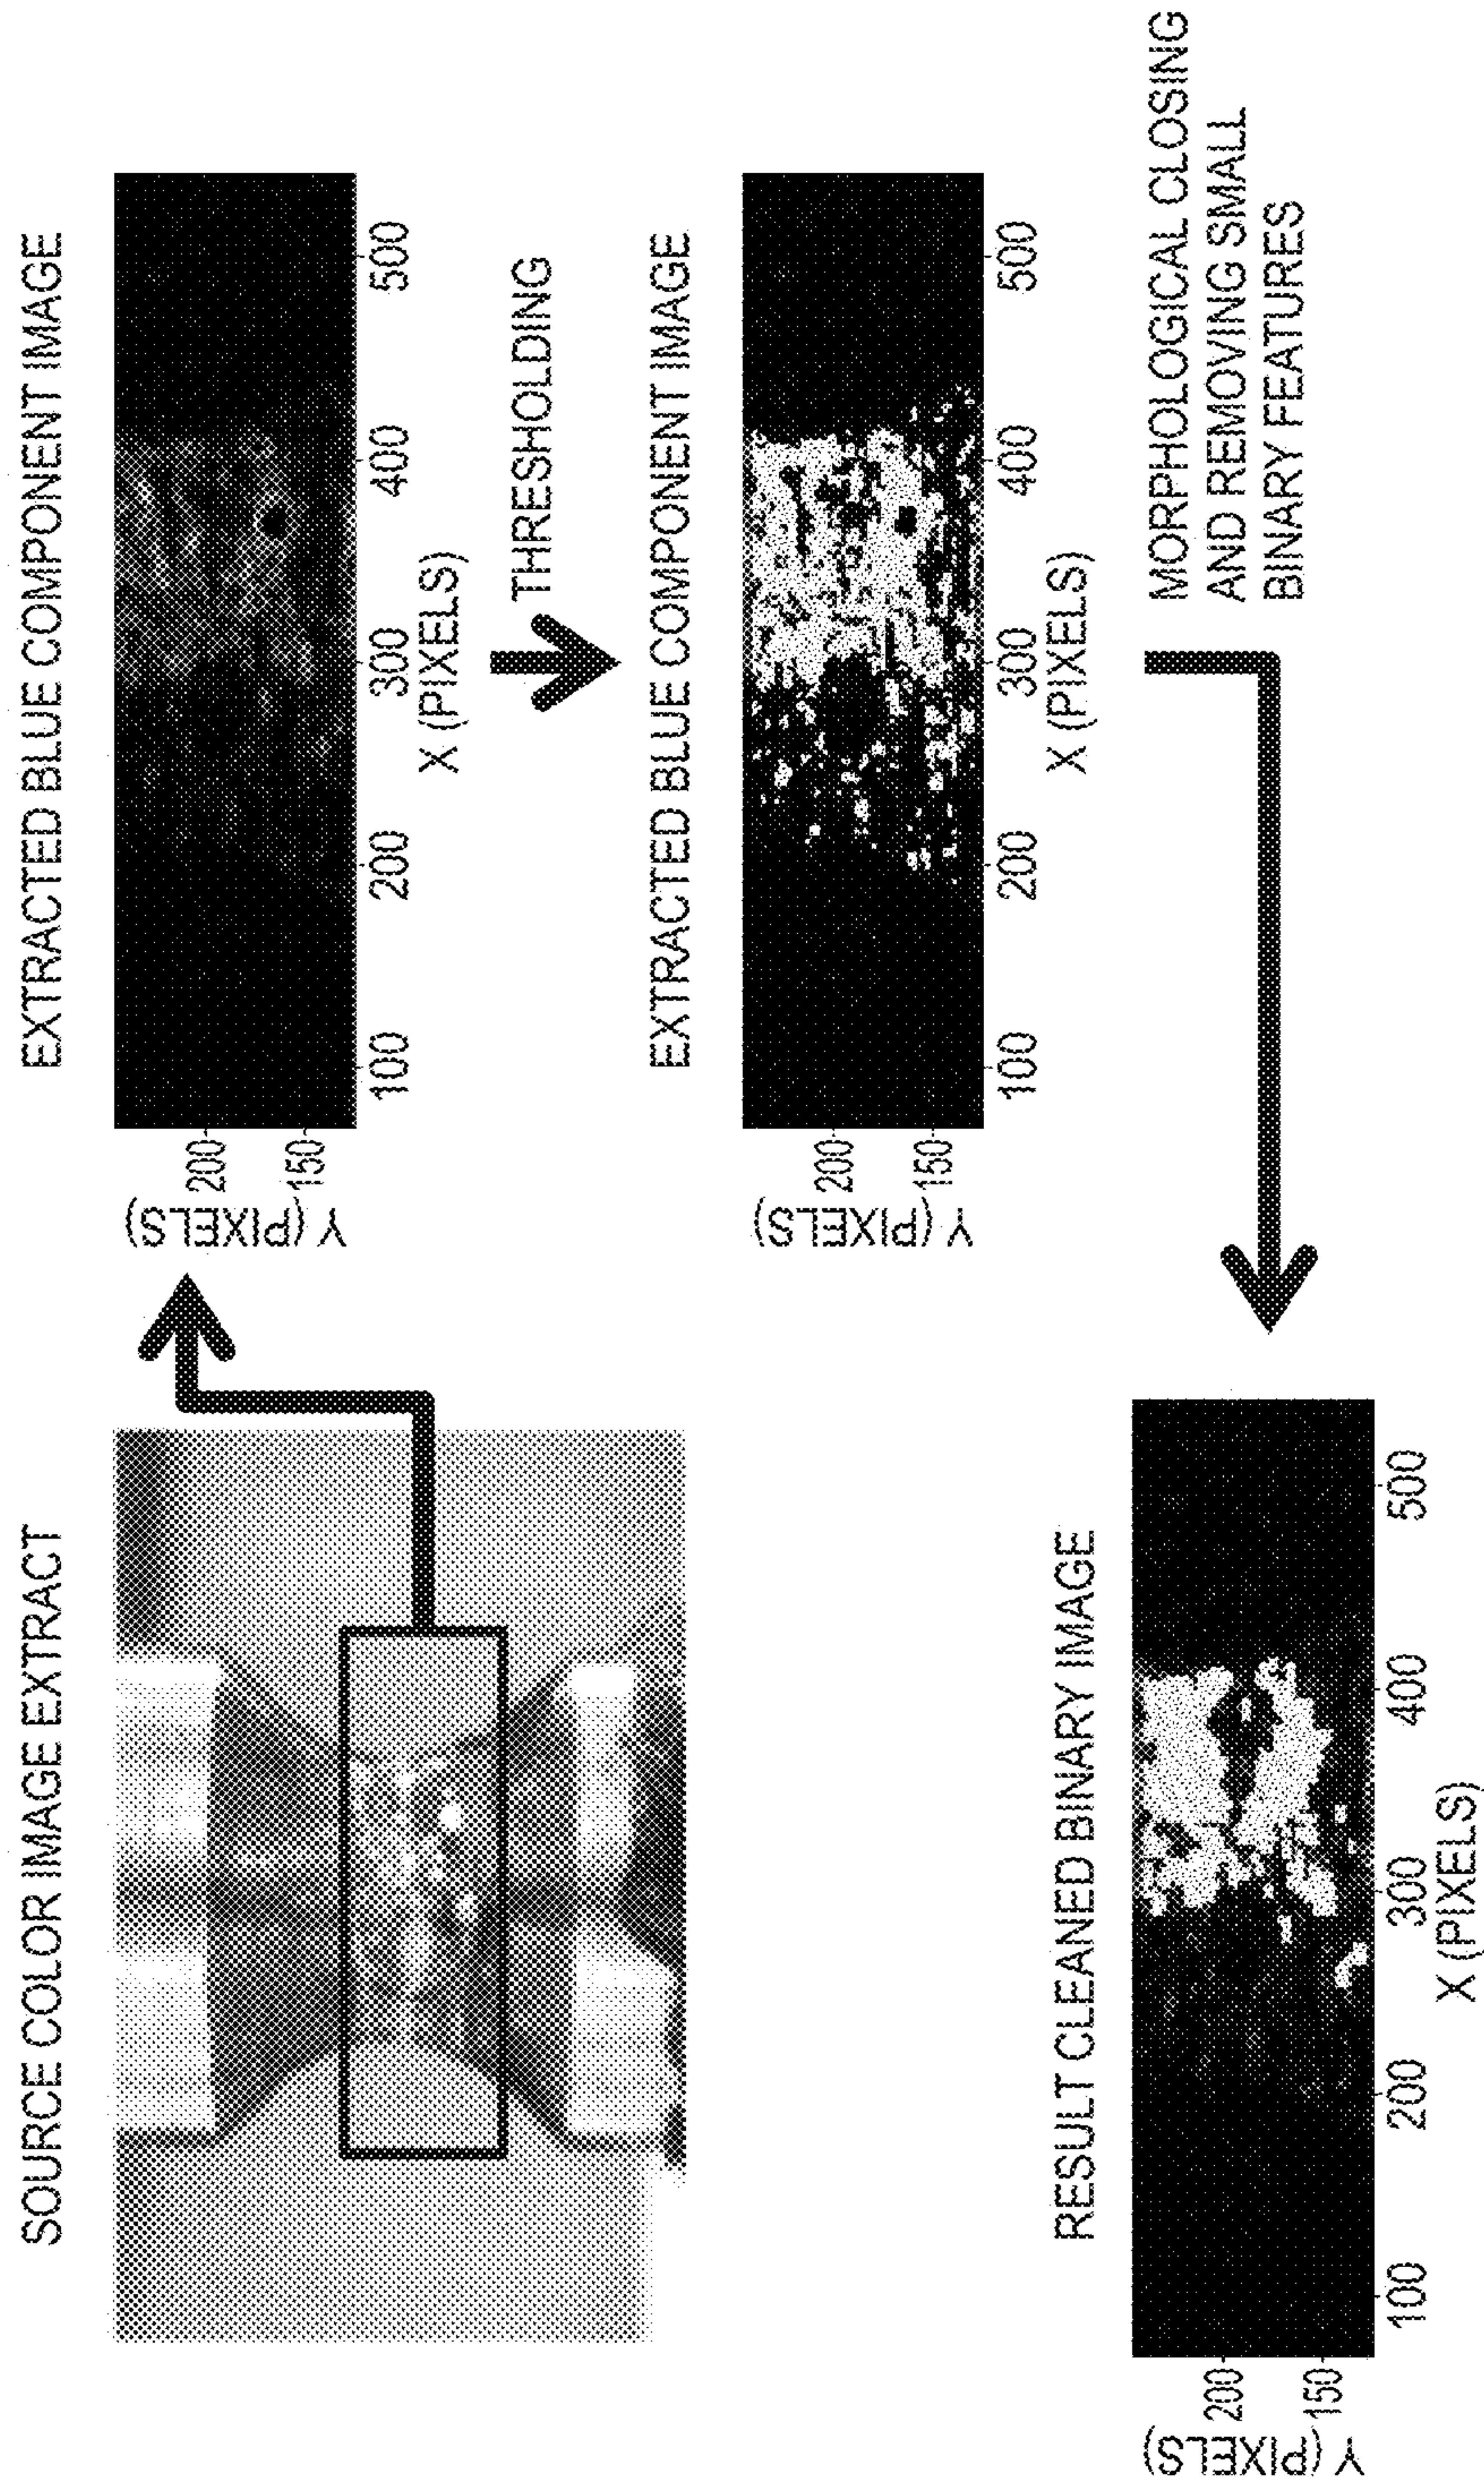 SOURCE COLOR IMAGE EXTRACT
EXTRACTED BLUE COMPONENT IMAGE
Y (PIXELS)
200
150
100
200
300
400
500
X (PIXELS)
THRESHOLDING
EXTRACTED BLUE COMPONENT IMAGE
Y (PIXELS)
200
150
100
200
300
400
500
X (PIXELS)
MORPHOLOGICAL CLOSING
AND REMOVING SMALL
BINARY FEATURES
RESULT CLEANED BINARY IMAGE
Y (PIXELS)
200
150
100
200
300
400
500
X (PIXELS)